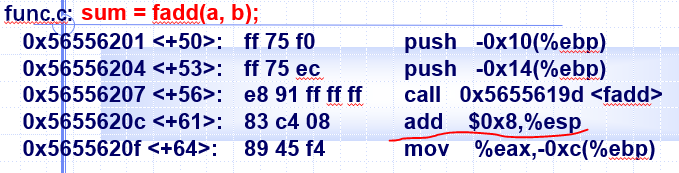 func.c: sum = fadd(a, b);
0x56556201 <+50>: ff 75 f0 push -0x10(%ebp)
0x56556204 <+53>: ff 75 ec push -0x14(%ebp)
0x56556207 <+56>: e8 91 ff ff ff call 0x5655619d <fadd>
0x5655620c <+61>: 83 c4 08 add $0x8,%esp
0x5655620f <+64>: 89 45 f4 mov %eax,-0xc(%ebp)